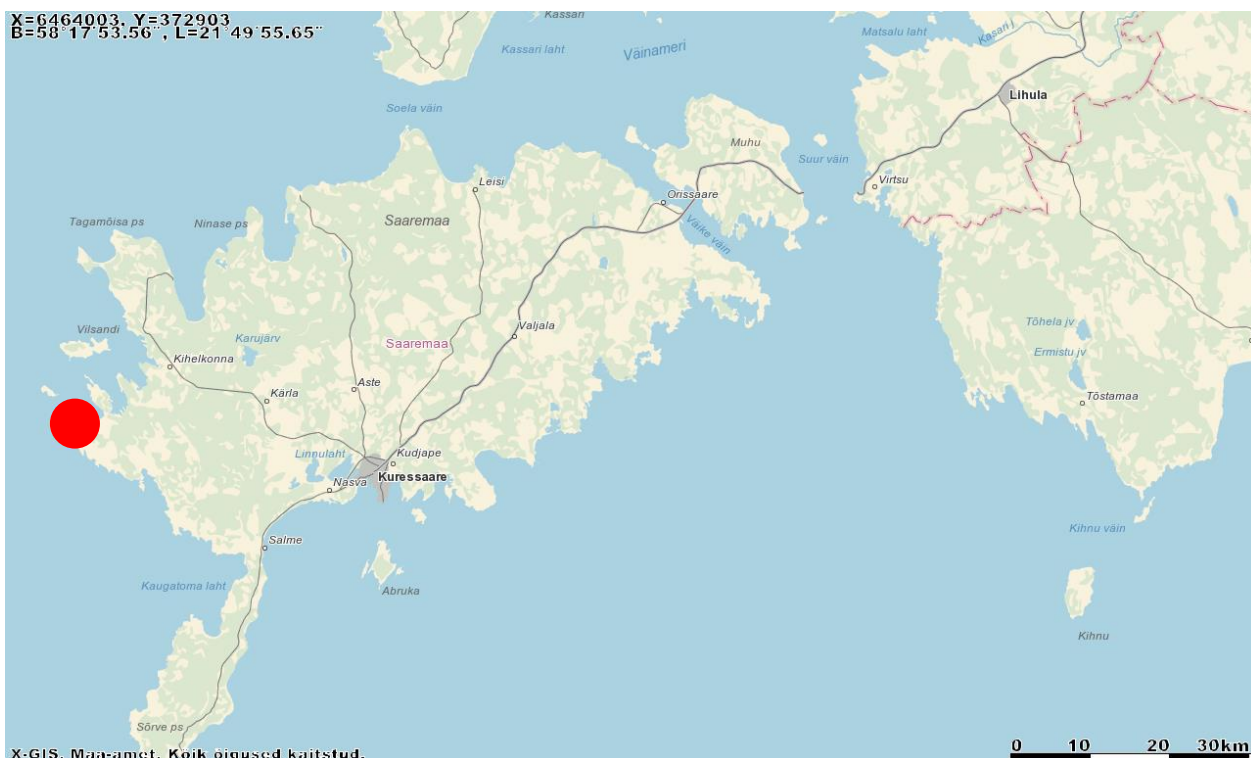 X=6464003, Y=372903
B=58°17'53.56", L=21°49'55.65"
Kassari
Kassari laht
Väinameri
Matsalu laht
Kasari j
Lihula
Soela väin
Muhu
Suur väin
Virtsu
Leisi
Orissaare
Tagamõisa ps
Ninase ps
Saaremaa
Väike väin
Vilsandi
Karujärv
Saaremaa
Valjala
Tõhela jv
Ermistu jv
Kihelkonna
Kärla
Aste
Tõstamaa
Linnulaht
Kudjape
Nasva
Kuressaare
Kihnu väin
Salme
Kaugatoma laht
Abruka
Kihnu
Sõrve ps
X-GIS. Maa-amet. Kõik õigused kaitstud.
0 10 20 30km